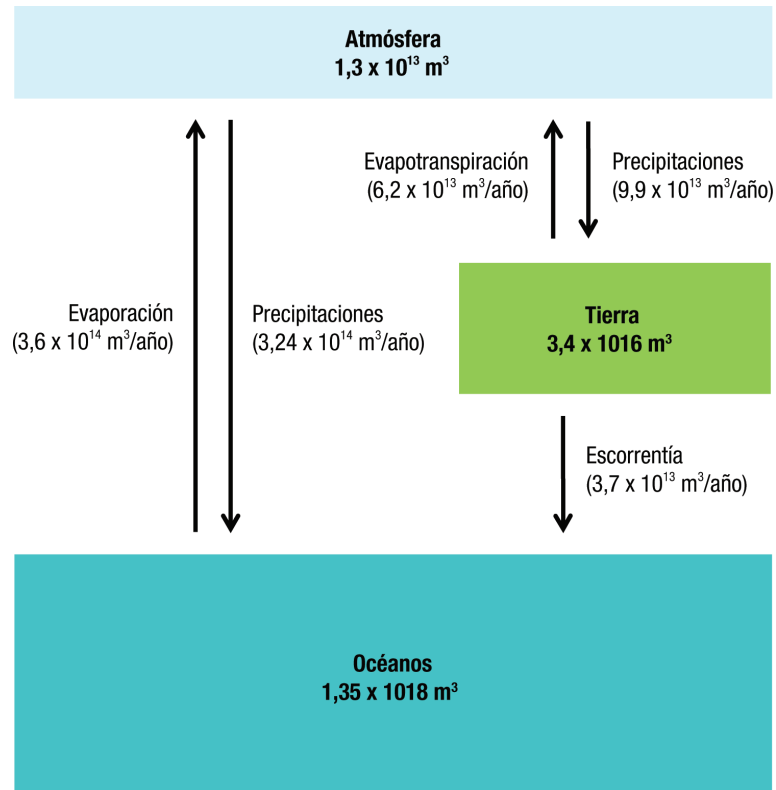 Atmósfera
1,3 x 10¹³ m³
Evapotranspiración
(6,2 x 10¹³ m³/año)
Precipitaciones
(9,9 x 10¹³ m³/año)
Evaporación
(3,6 x 10¹⁴ m³/año)
Precipitaciones
(3,24 x 10¹⁴ m³/año)
Tierra
3,4 x 1016 m³
Escorrentía
(3,7 x 10¹³ m³/año)
Océanos
1,35 x 1018 m³